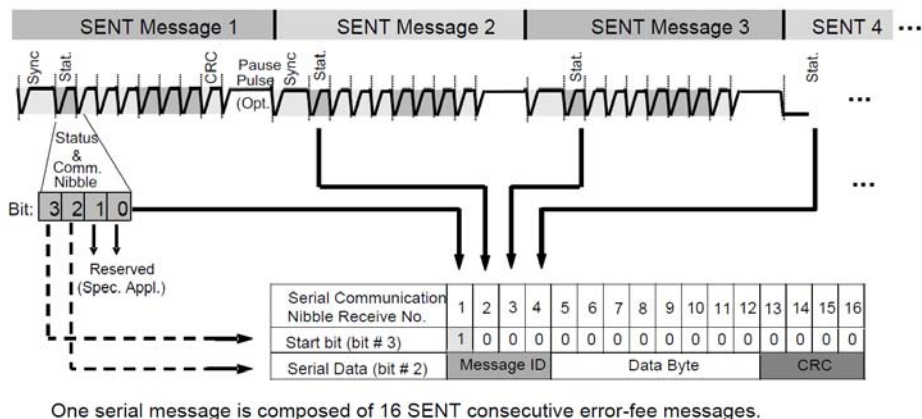 SENT Message 1 SENT Message 2 SENT Message 3 SENT 4 ...
Sync Stat. CRC Pause Pulse (Opt. Sync Stat. Stat. Stat. ...
Status & Comm. Nibble
...
Bit: 3 2 1 0
Reserved (Spec. Appl.)
Serial Communication Nibble Receive No. 1 2 3 4 5 6 7 8 9 10 11 12 13 14 15 16
Start bit (bit # 3) 1 0 0 0 0 0 0 0 0 0 0 0 0 0 0 0
Serial Data (bit # 2) Message ID Data Byte CRC
One serial message is composed of 16 SENT consecutive error-fee messages.